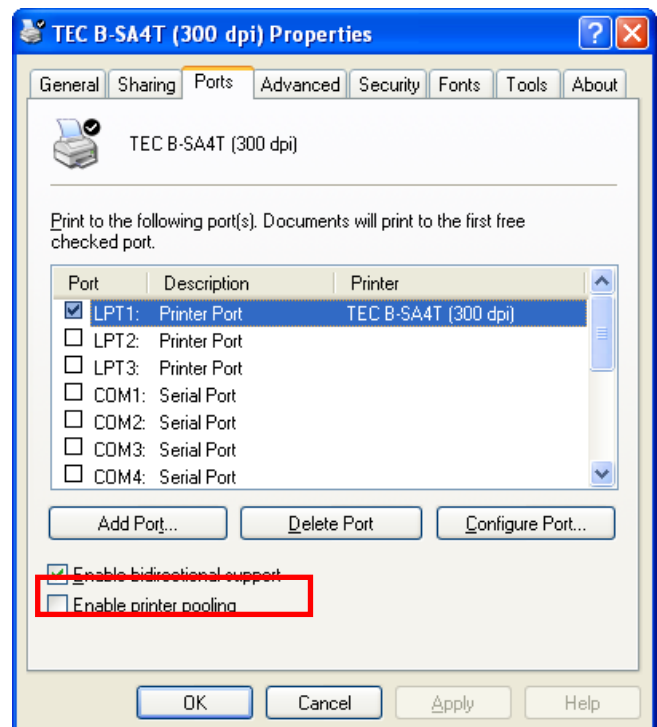 TEC B-SA4T (300 dpi) Properties
General Sharing Ports Advanced Security Fonts Tools About
TEC B-SA4T (300 dpi)
Print to the following port(s). Documents will print to the first free
checked port.
Port Description Printer
LPT1: Printer Port TEC B-SA4T (300 dpi)
LPT2: Printer Port
LPT3: Printer Port
COM1: Serial Port
COM2: Serial Port
COM3: Serial Port
COM4: Serial Port
Add Port... Delete Port Configure Port...
Enable bidirectional support
Enable printer pooling
OK Cancel Apply Help